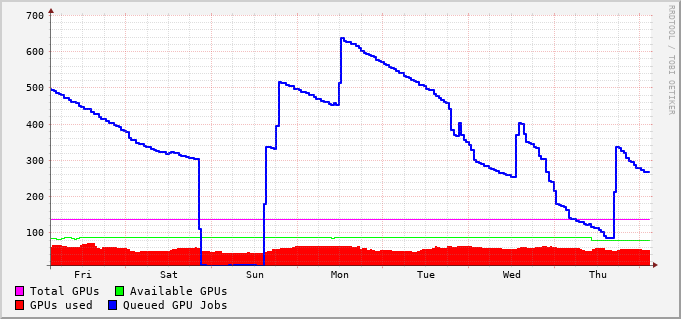 700
600
500
400
300
200
100
Fri Sat Sun Mon Tue Wed Thu
Total GPUs Available GPUs
GPUs used Queued GPU Jobs
RRDTOOL / TOBI OETIKER